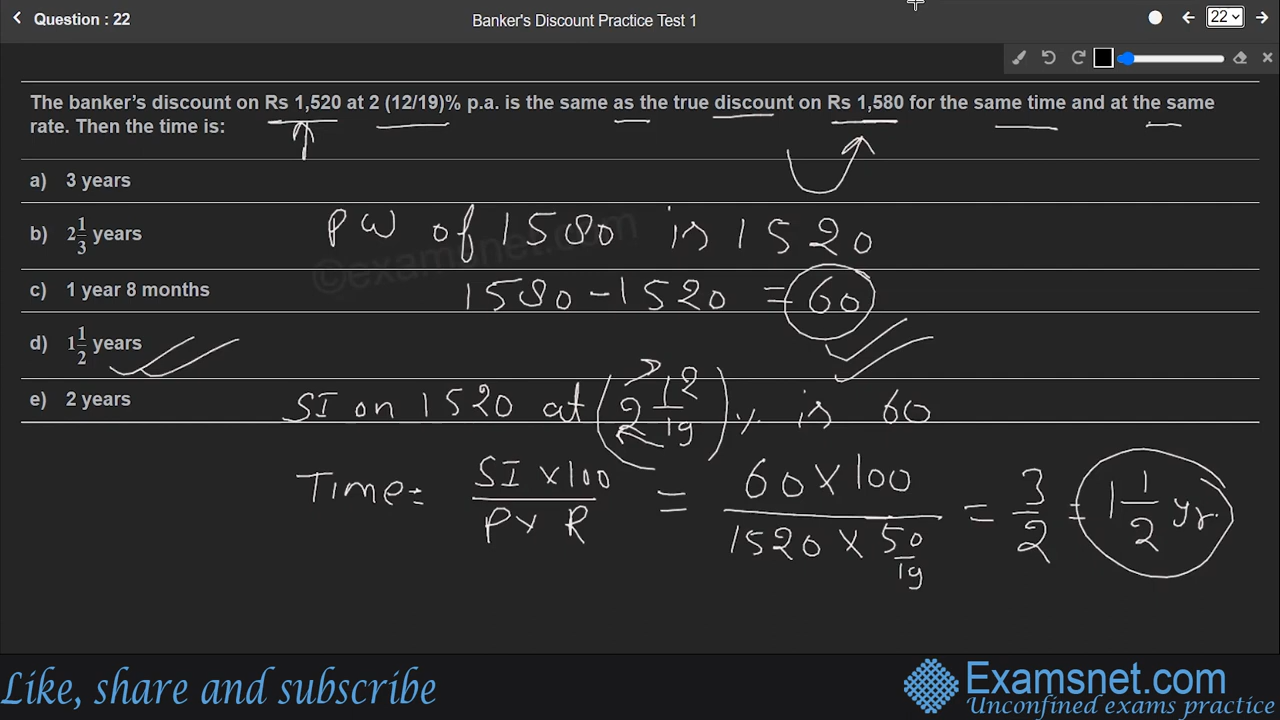 Question : 22
Banker's Discount Practice Test 1
22
The banker's discount on Rs 1,520 at 2 (12/19)% p.a. is the same as the true discount on Rs 1,580 for the same time and at the same
rate. Then the time is:
a) 3 years
b) 2 1/3 years
c) 1 year 8 months
d) 1 1/2 years
e) 2 years
©examsnet.com
PW of 1580 is 1520
1580 - 1520 = 60
SI on 1520 at (2 12/19) % is 60
Time = SI × 100 / P × R = 60 × 100 / 1520 × 50/19 = 3/2 = 1 1/2 yr.
Like, share and subscribe
Examsnet.com
Unconfined exams practice